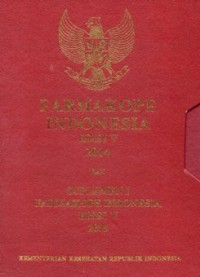 FARMAKOPE
INDONESIA
EDISI V
2014
DAN
SUPLEMEN I
FARMAKOPE INDONESIA
EDISI V
KEMENTERIAN KESEHATAN REPUBLIK INDONESIA